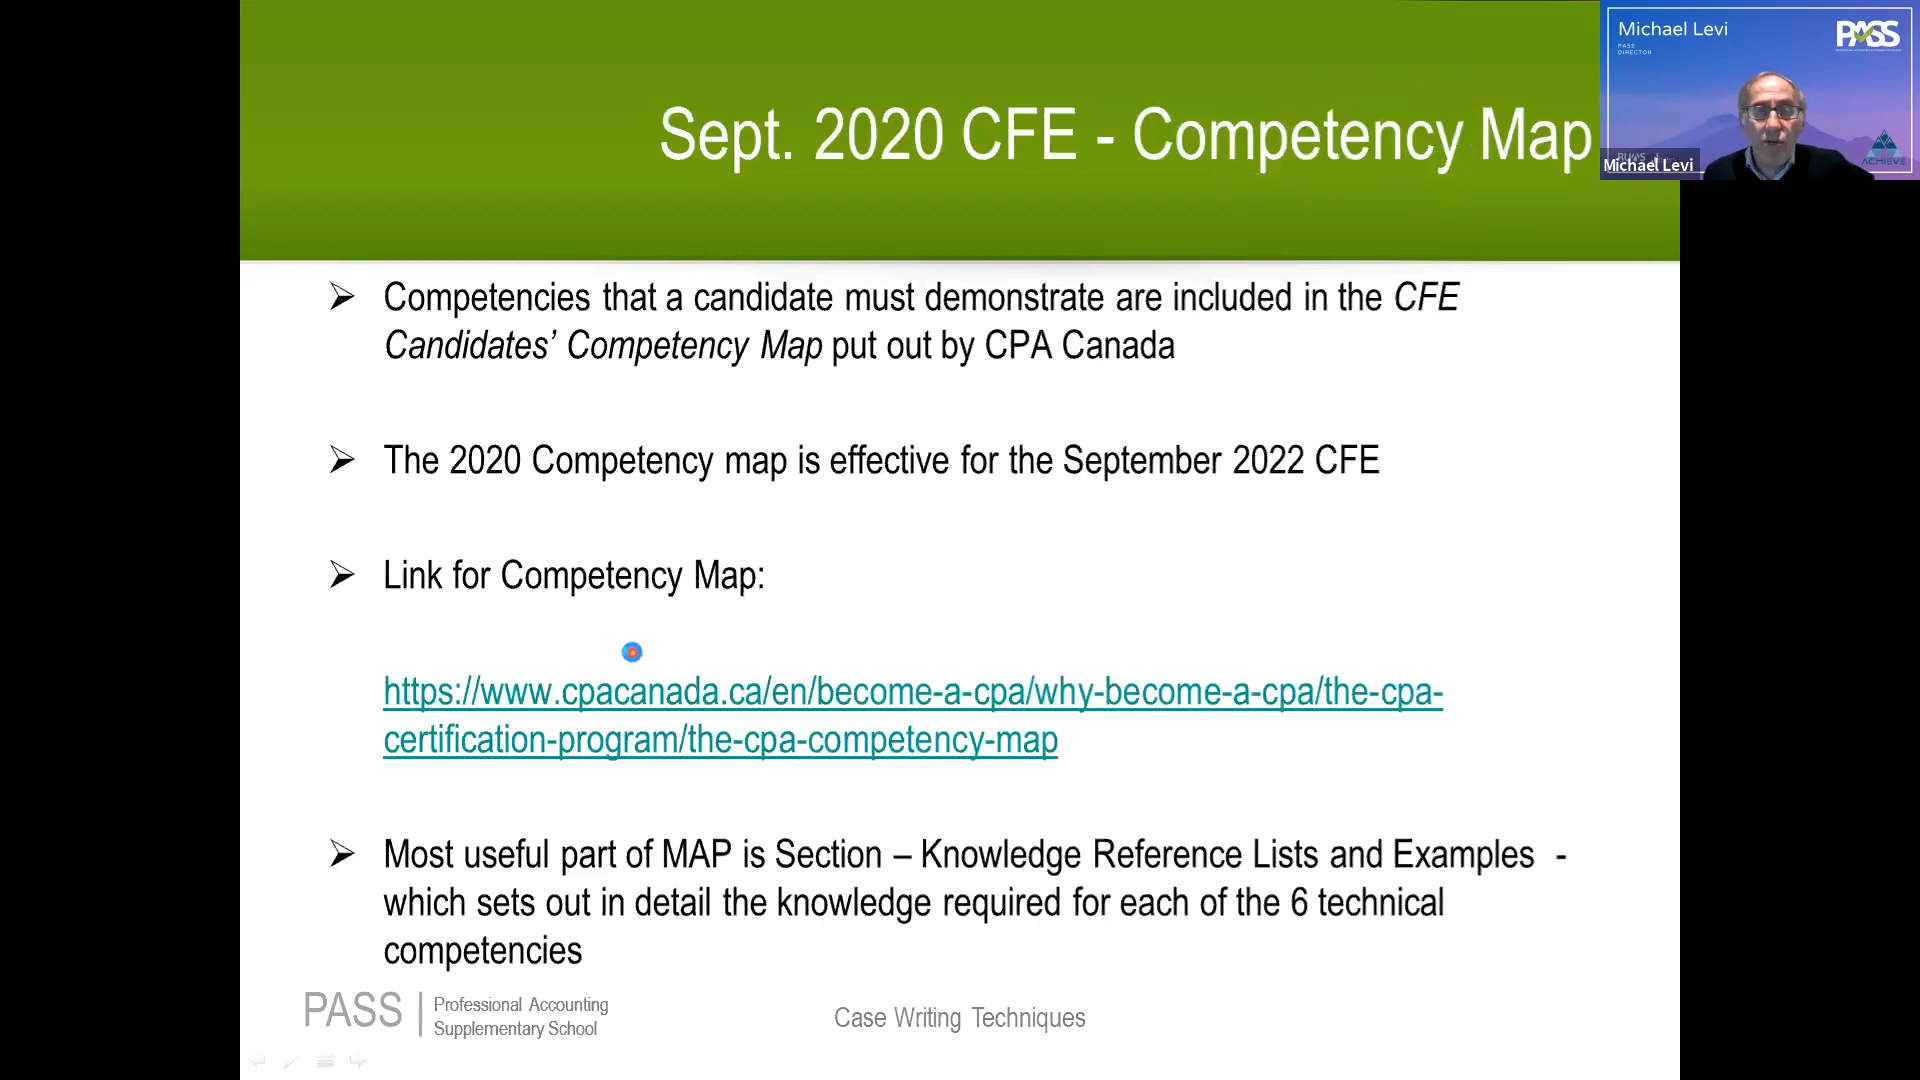 Sept. 2020 CFE - Competency Map
Michael Levi
PASS
DIRECTOR
PASS
ACHIEVE
Michael Levi
➢ Competencies that a candidate must demonstrate are included in the CFE
Candidates’ Competency Map put out by CPA Canada
➢ The 2020 Competency map is effective for the September 2022 CFE
➢ Link for Competency Map:
https://www.cpacanada.ca/en/become-a-cpa/why-become-a-cpa/the-cpa-
certification-program/the-cpa-competency-map
➢ Most useful part of MAP is Section – Knowledge Reference Lists and Examples -
which sets out in detail the knowledge required for each of the 6 technical
competencies
PASS | Professional Accounting
Supplementary School
Case Writing Techniques